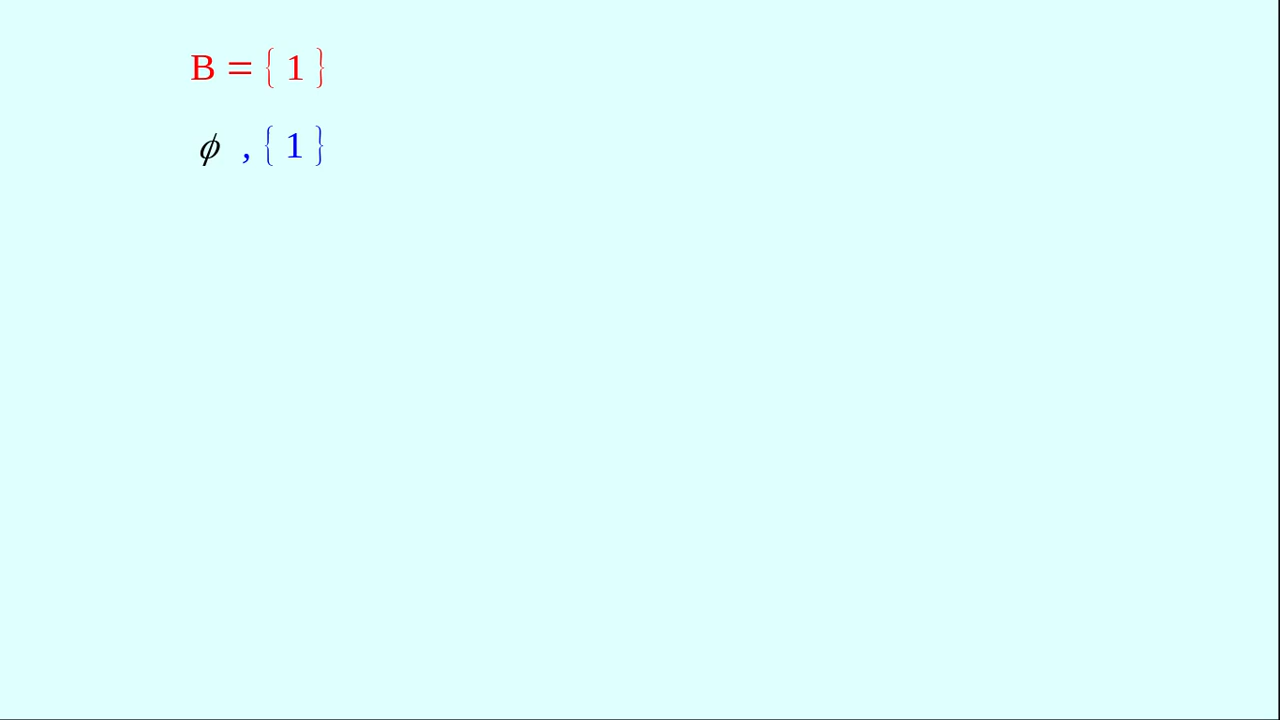 B = { 1 }
ϕ , { 1 }